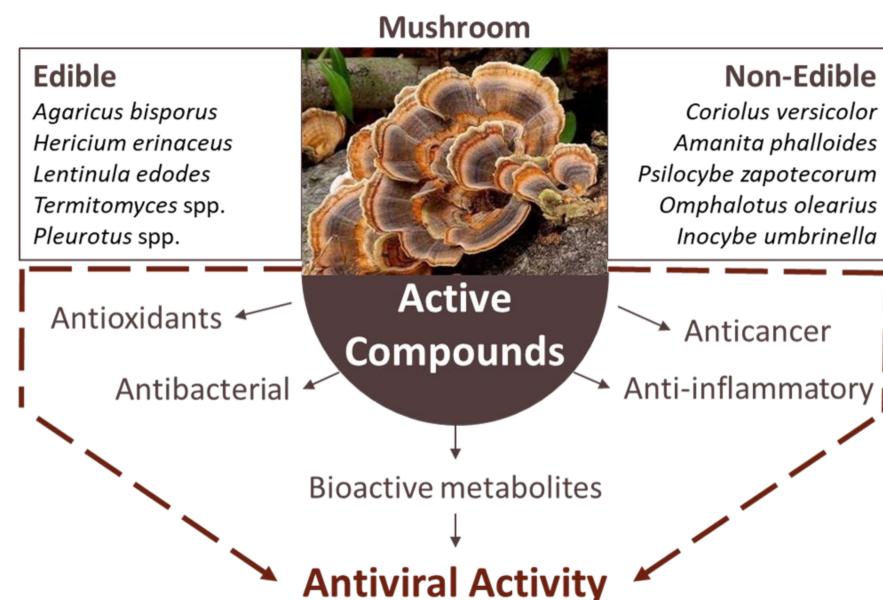 Mushroom
Edible
Agaricus bisporus
Hericium erinaceus
Lentinula edodes
Termitomyces spp.
Pleurotus spp.
Non-Edible
Coriolus versicolor
Amanita phalloides
Psilocybe zapotecorum
Omphalotus olearius
Inocybe umbrinella
Active
Compounds
Antioxidants
Anticancer
Antibacterial
Anti-inflammatory
Bioactive metabolites
Antiviral Activity